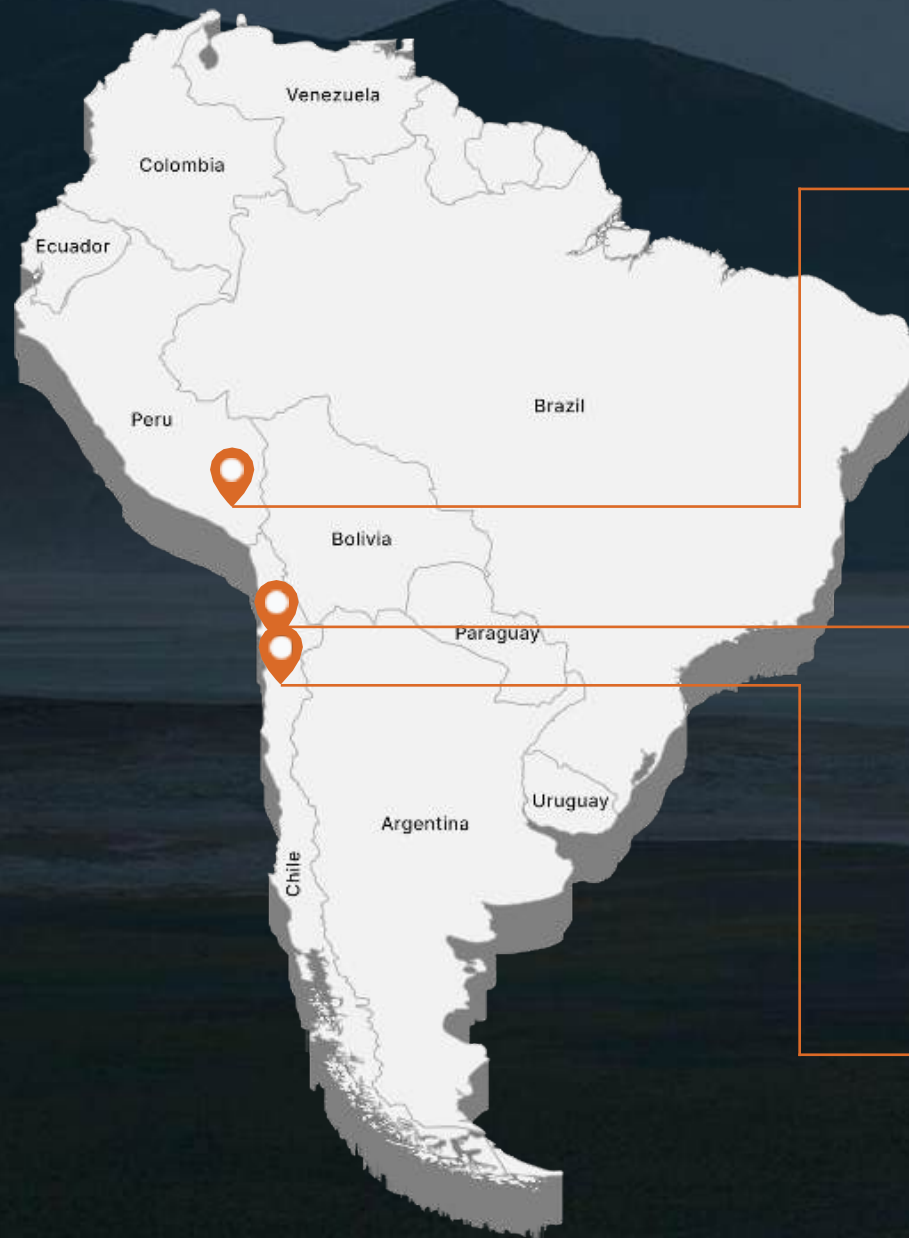 Venezuela
Colombia
Ecuador
Peru
Brazil
Bolivia
Paraguay
Uruguay
Argentina
Chile